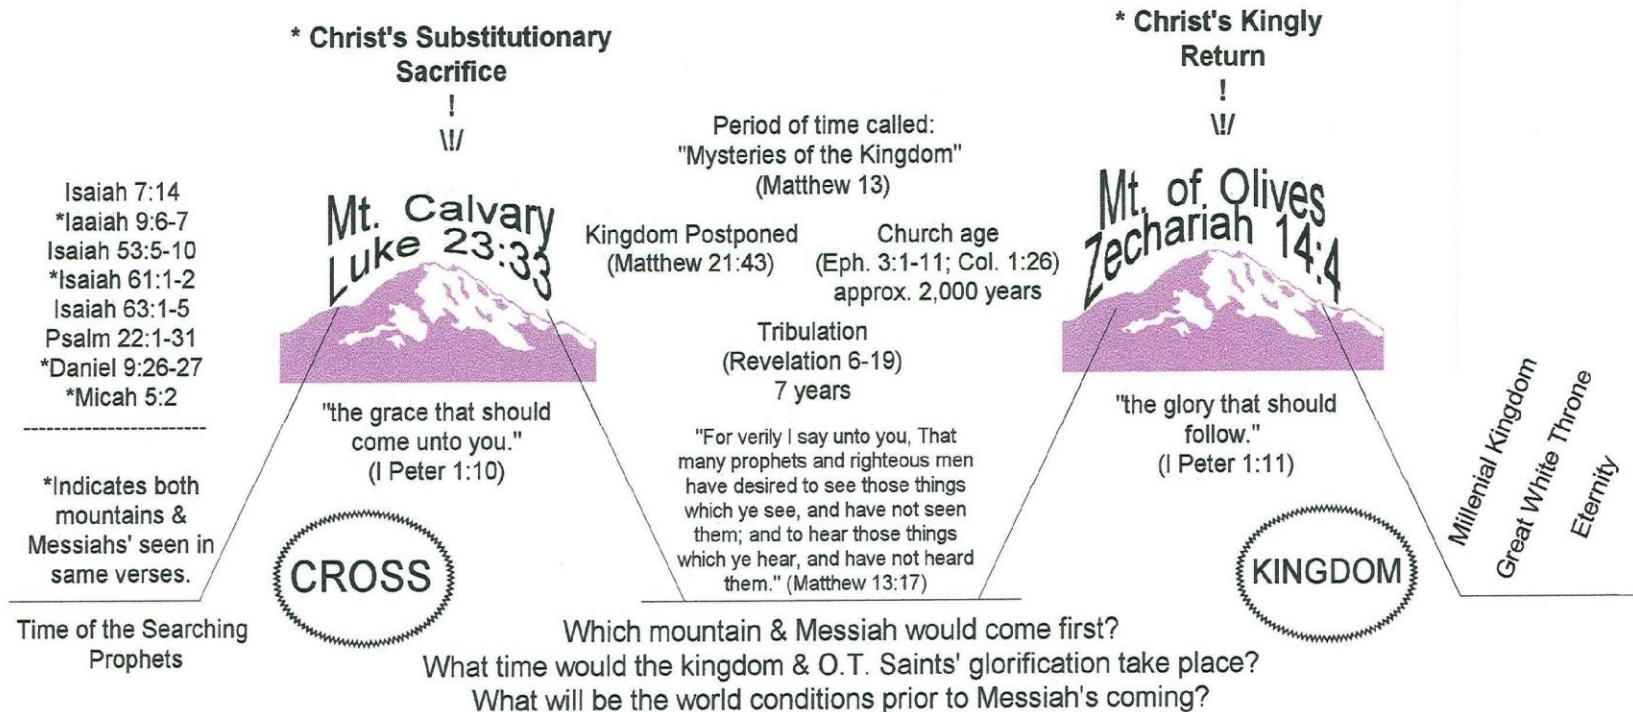 * Christ's Substitutionary
Sacrifice
!
\!/
* Christ's Kingly
Return
!
\!/
Isaiah 7:14
*Iaaiah 9:6-7
Isaiah 53:5-10
*Isaiah 61:1-2
Isaiah 63:1-5
Psalm 22:1-31
*Daniel 9:26-27
*Micah 5:2
------------------------
*Indicates both
mountains &
Messiahs' seen in
same verses.
Time of the Searching
Prophets
Mt. Calvary
Luke 23:33
"the grace that should
come unto you."
(I Peter 1:10)
CROSS
Period of time called:
"Mysteries of the Kingdom"
(Matthew 13)
Kingdom Postponed
(Matthew 21:43)
Church age
(Eph. 3:1-11; Col. 1:26)
approx. 2,000 years
Tribulation
(Revelation 6-19)
7 years
"For verily I say unto you, That
many prophets and righteous men
have desired to see those things
which ye see, and have not seen
them; and to hear those things
which ye hear, and have not heard
them." (Matthew 13:17)
Mt. of Olives
Zechariah 14:4
"the glory that should
follow."
(I Peter 1:11)
KINGDOM
Millenial Kingdom
Great White Throne
Eternity
Which mountain & Messiah would come first?
What time would the kingdom & O.T. Saints' glorification take place?
What will be the world conditions prior to Messiah's coming?